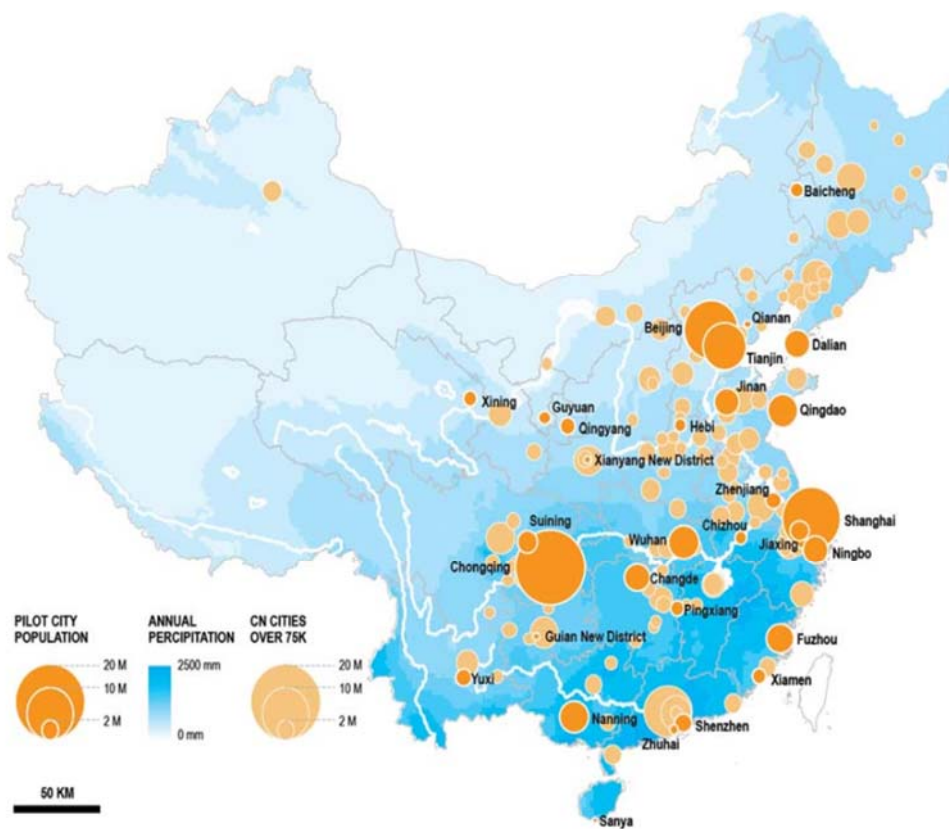 Baicheng
Qianan
Beijing
Tianjin
Dalian
Jinan
Xining
Guyuan
Qingyang
Hebi
Qingdao
Xianyang New District
Zhenjiang
Shanghai
Suining
Chizhou
Wuhan
Jiaxing
Ningbo
Chongqing
Changde
Pingxiang
Guian New District
Fuzhou
Yuxi
Xiamen
Nanning
Shenzhen
Zhuhai
Sanya
PILOT CITY
POPULATION
20 M
10 M
2 M
ANNUAL
PERCIPITATION
2500 mm
0 mm
CN CITIES
OVER 75K
20 M
10 M
2 M
50 KM